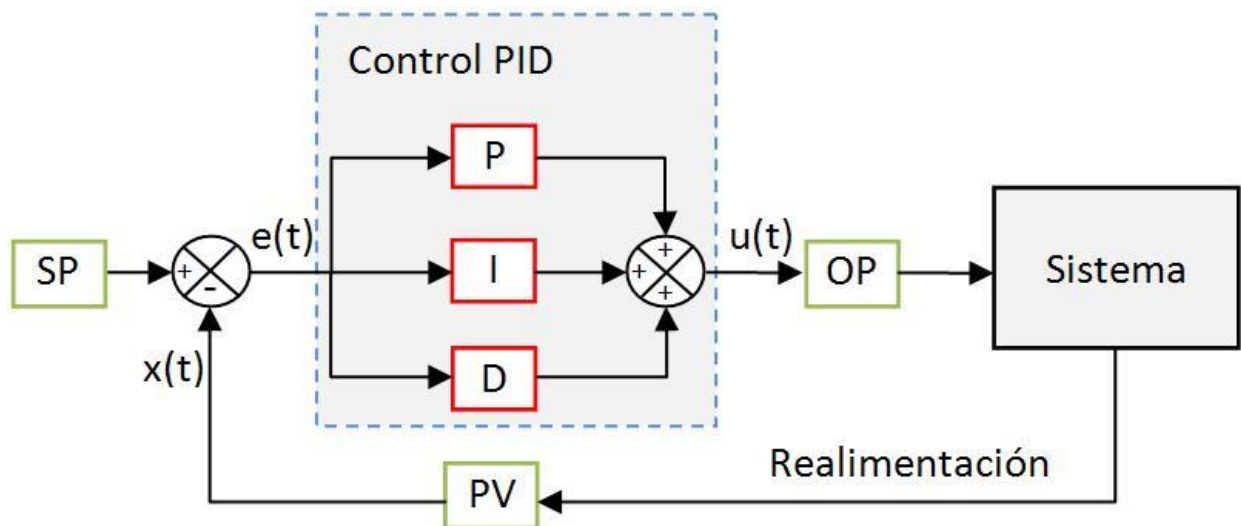 Control PID
P
SP
+
-
e(t)
I
+
+
+
u(t)
OP
Sistema
x(t)
D
PV
Realimentación